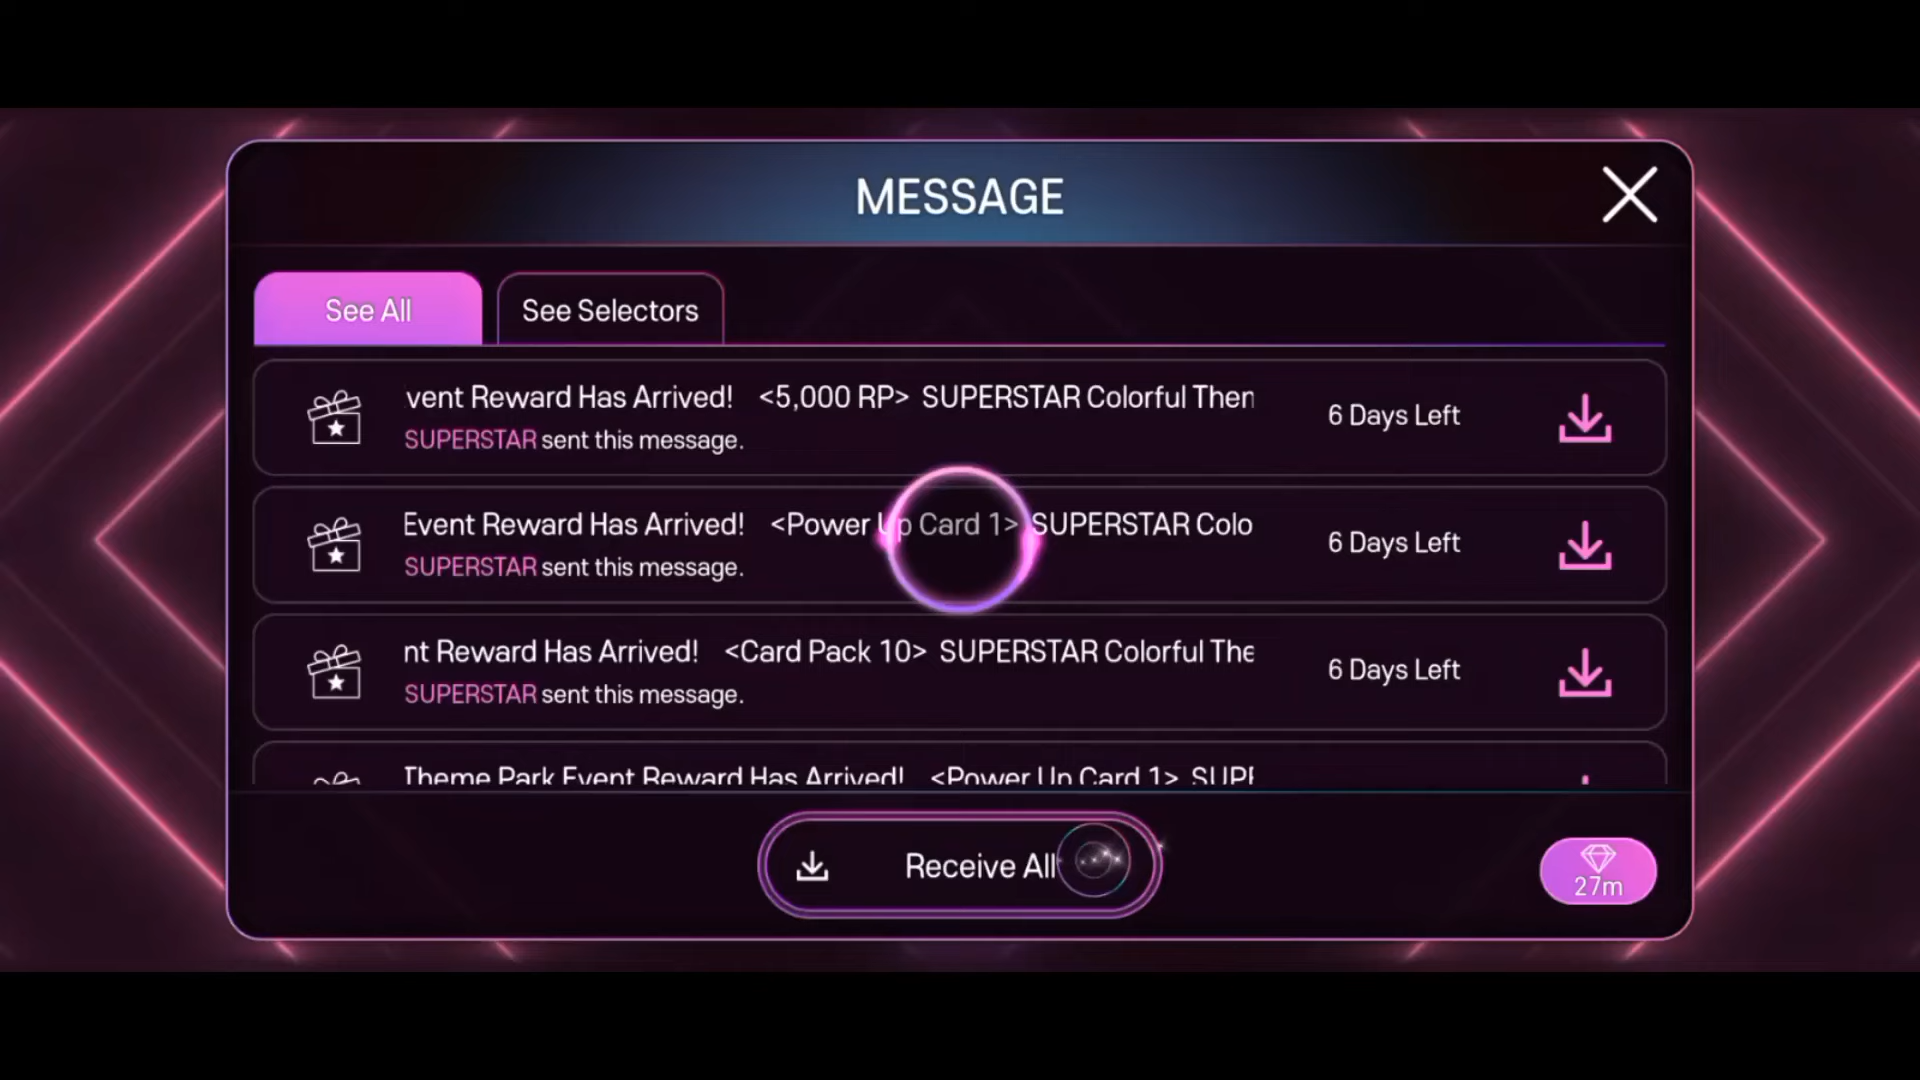 MESSAGE
See All
See Selectors
vent Reward Has Arrived! <5,000 RP> SUPERSTAR Colorful Then
SUPERSTAR sent this message.
6 Days Left
Event Reward Has Arrived! <Power Up Card 1> SUPERSTAR Colo
SUPERSTAR sent this message.
6 Days Left
nt Reward Has Arrived! <Card Pack 10> SUPERSTAR Colorful The
SUPERSTAR sent this message.
6 Days Left
Theme Park Event Reward Has Arrived! <Power Up Card 1> SUPE
Receive All
27m